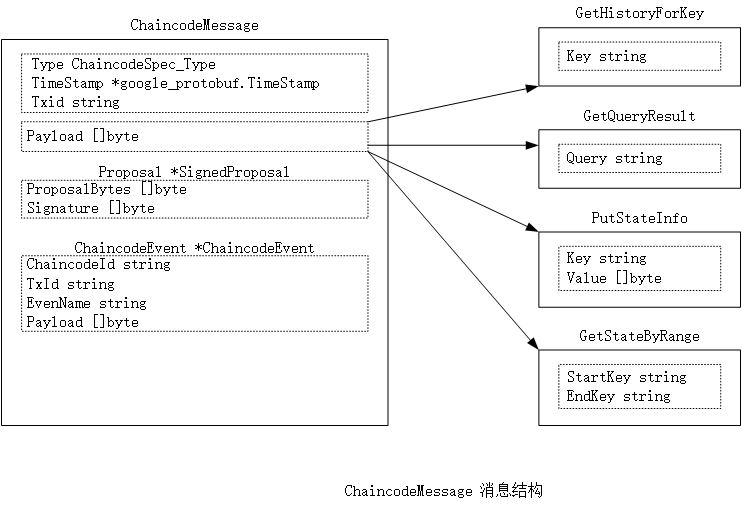 ChaincodeMessage
Type ChaincodeSpec_Type
TimeStamp *google_protobuf.TimeStamp
Txid string
Payload []byte
Proposal *SignedProposal
ProposalBytes []byte
Signature []byte
ChaincodeEvent *ChaincodeEvent
ChaincodeId string
TxId string
EvenName string
Payload []byte
GetHistoryForKey
Key string
GetQueryResult
Query string
PutStateInfo
Key string
Value []byte
GetStateByRange
StartKey string
EndKey string
ChaincodeMessage 消息结构